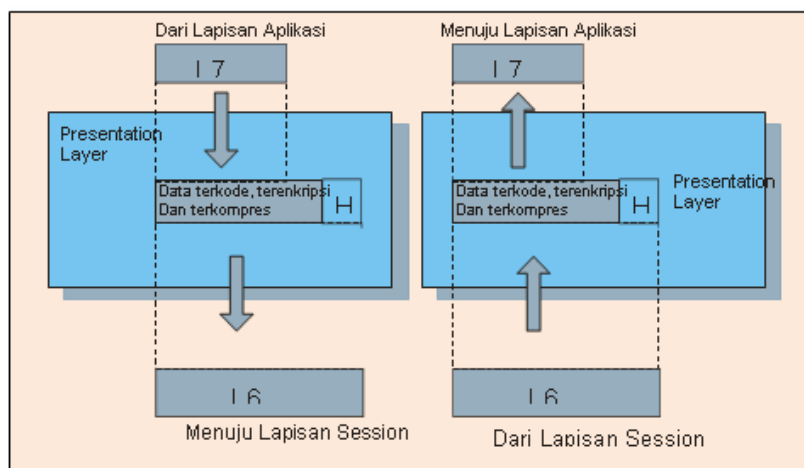 Dari Lapisan Aplikasi
L 7
Presentation
Layer
Data terkode, terenkripsi
Dan terkompres
H
L 6
Menuju Lapisan Session
Menuju Lapisan Aplikasi
L 7
Presentation
Layer
Data terkode, terenkripsi
Dan terkompres
H
L 6
Dari Lapisan Session